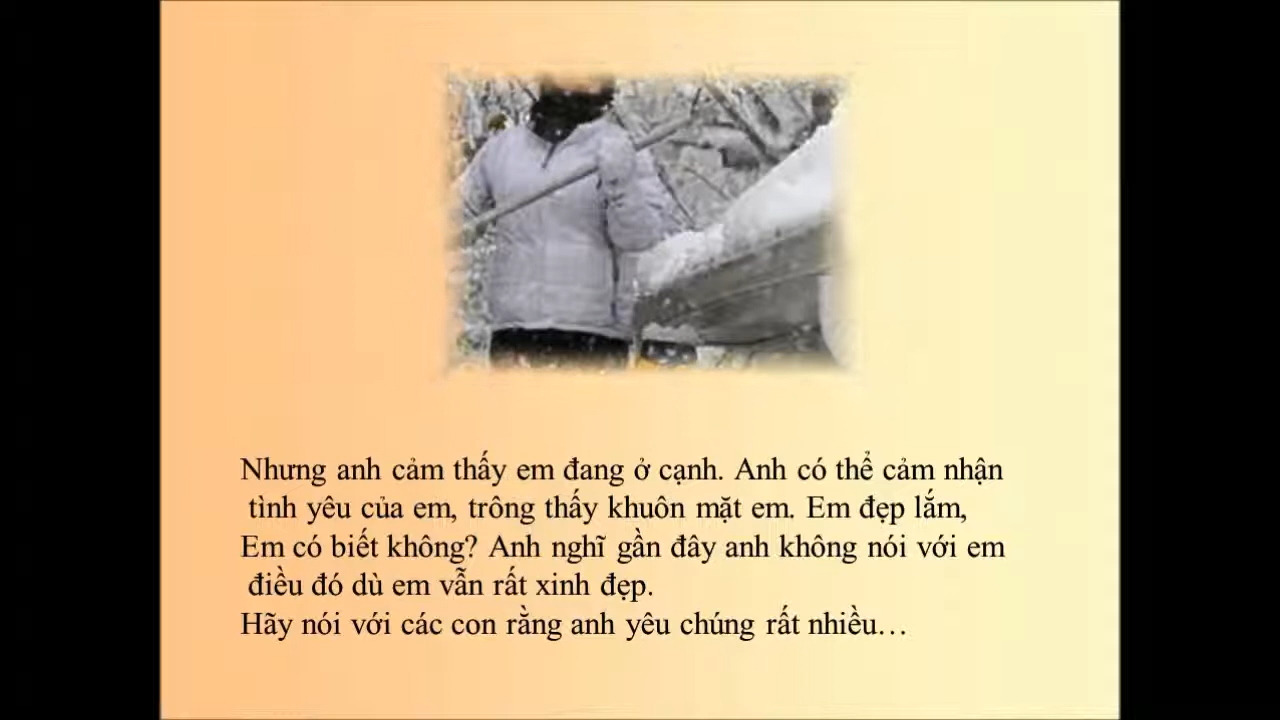 Nhưng anh cảm thấy em đang ở cạnh. Anh có thể cảm nhận
tình yêu của em, trông thấy khuôn mặt em. Em đẹp lắm,
Em có biết không? Anh nghĩ gần đây anh không nói với em
điều đó dù em vẫn rất xinh đẹp.
Hãy nói với các con rằng anh yêu chúng rất nhiều…